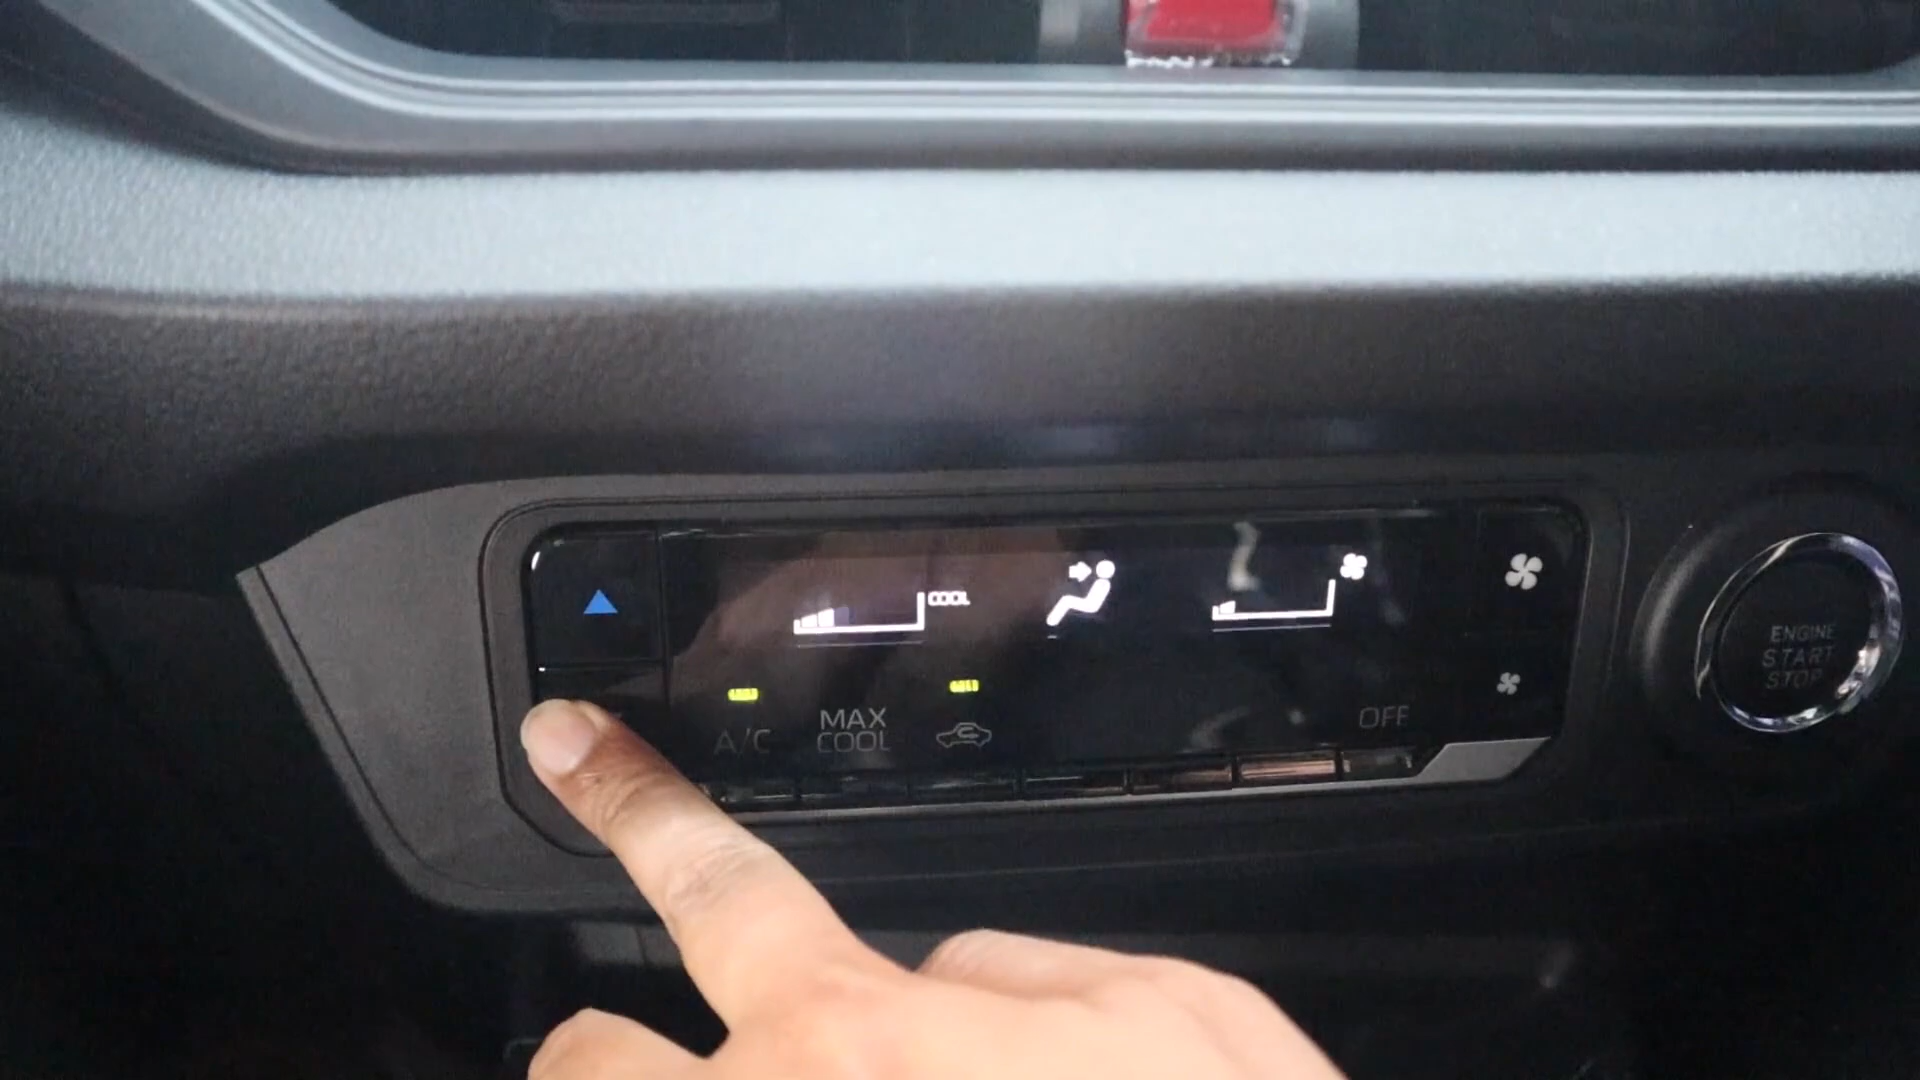 COOL
A/C
MAX
COOL
OFF
ENGINE
START
STOP